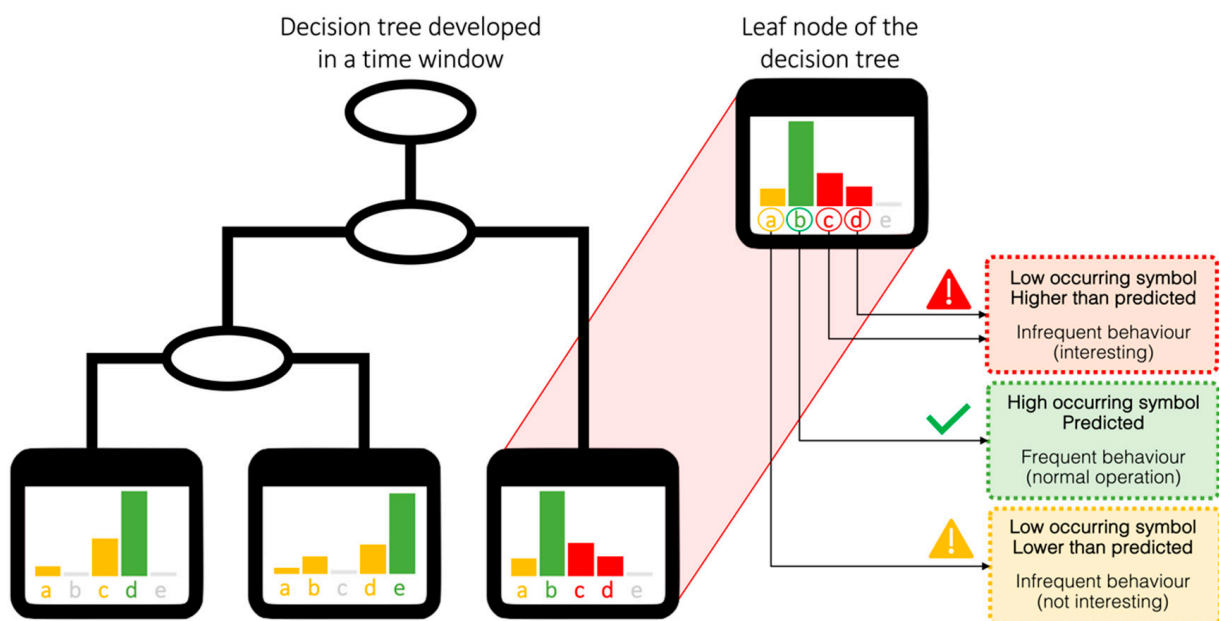 Decision tree developed
in a time window
Leaf node of the
decision tree
a b c d e
Low occurring symbol
Higher than predicted
Infrequent behaviour
(interesting)
High occurring symbol
Predicted
Frequent behaviour
(normal operation)
Low occurring symbol
Lower than predicted
Infrequent behaviour
(not interesting)
a b c d e
a b c d e
a b c d e